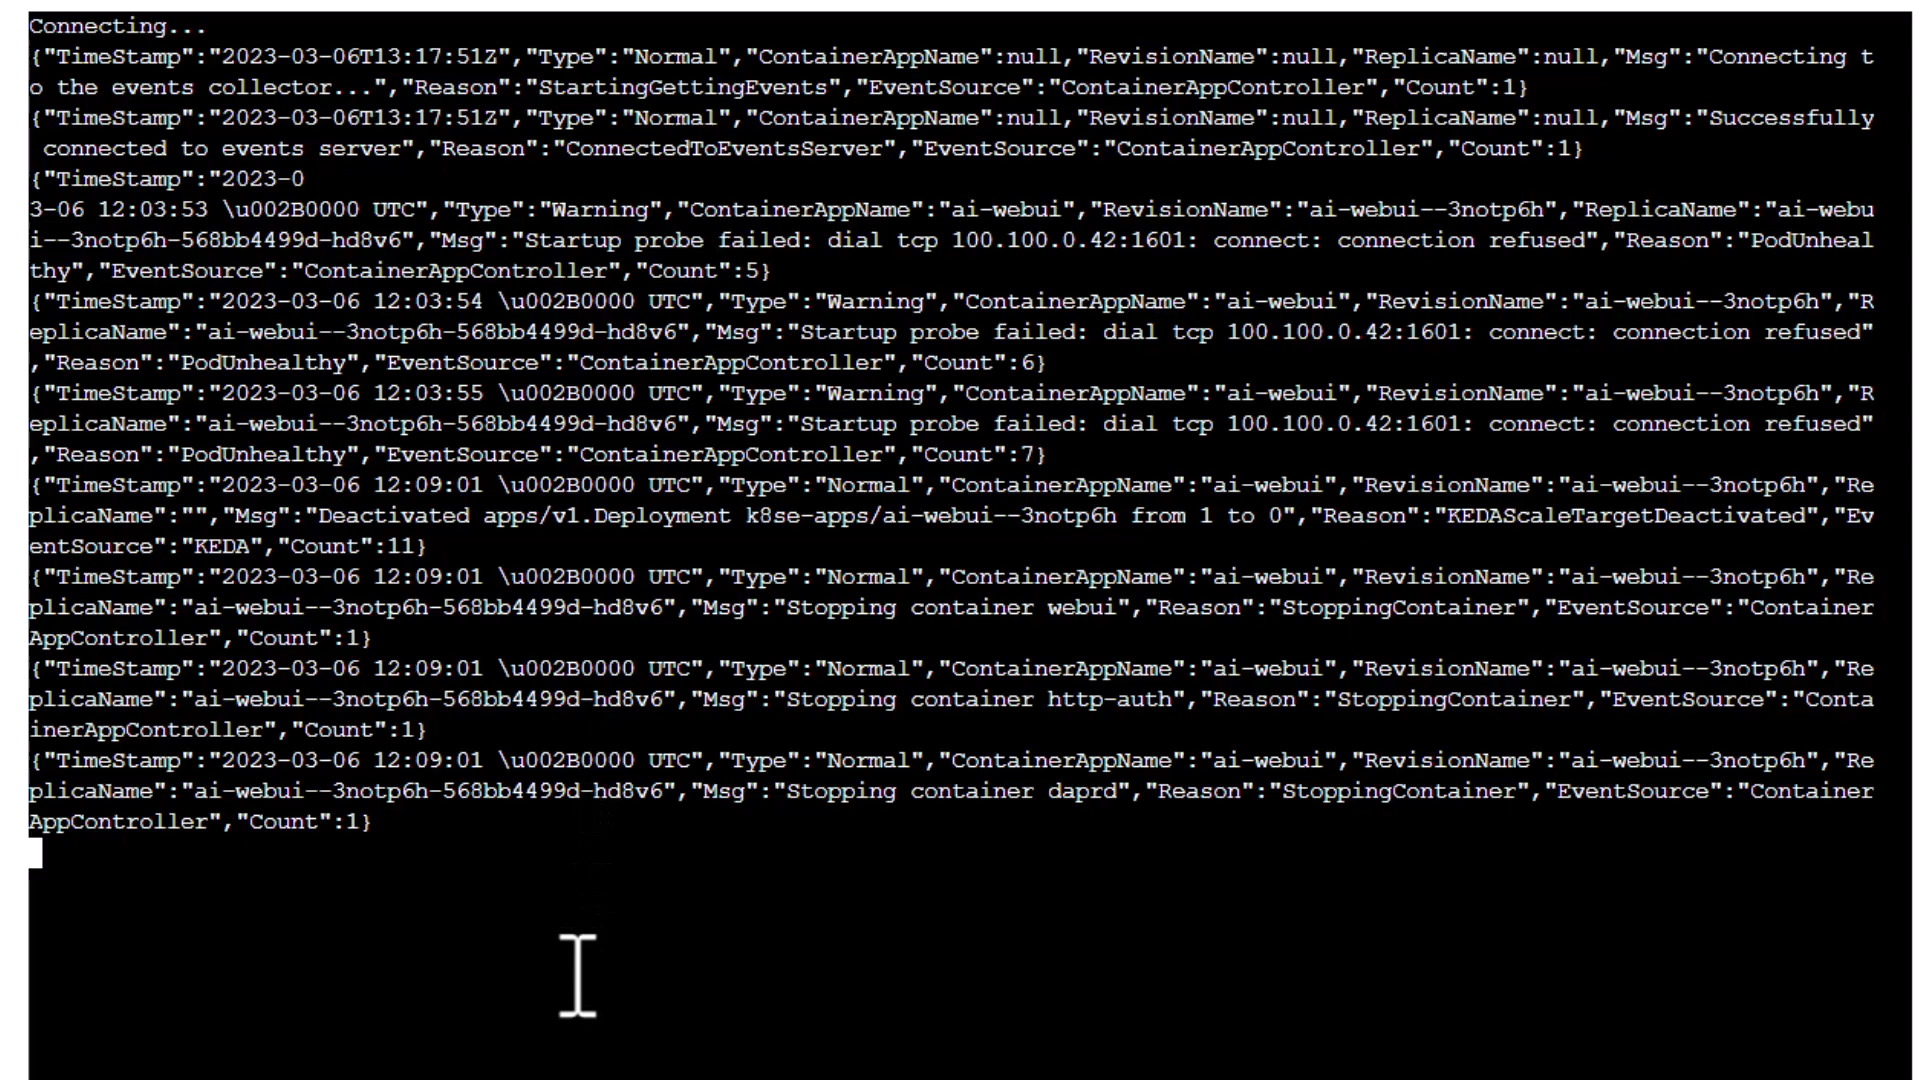 Connecting...
{"TimeStamp":"2023-03-06T13:17:51Z","Type":"Normal","ContainerAppName":null,"RevisionName":null,"ReplicaName":null,"Msg":"Connecting t
o the events collector...","Reason":"StartingGettingEvents","EventSource":"ContainerAppController","Count":1}
{"TimeStamp":"2023-03-06T13:17:51Z","Type":"Normal","ContainerAppName":null,"RevisionName":null,"ReplicaName":null,"Msg":"Successfully
 connected to events server","Reason":"ConnectedToEventsServer","EventSource":"ContainerAppController","Count":1}
{"TimeStamp":"2023-0
3-06 12:03:53 \u002B0000 UTC","Type":"Warning","ContainerAppName":"ai-webui","RevisionName":"ai-webui--3notp6h","ReplicaName":"ai-webu
i--3notp6h-568bb4499d-hd8v6","Msg":"Startup probe failed: dial tcp 100.100.0.42:1601: connect: connection refused","Reason":"PodUnheal
thy","EventSource":"ContainerAppController","Count":5}
{"TimeStamp":"2023-03-06 12:03:54 \u002B0000 UTC","Type":"Warning","ContainerAppName":"ai-webui","RevisionName":"ai-webui--3notp6h","R
eplicaName":"ai-webui--3notp6h-568bb4499d-hd8v6","Msg":"Startup probe failed: dial tcp 100.100.0.42:1601: connect: connection refused"
,"Reason":"PodUnhealthy","EventSource":"ContainerAppController","Count":6}
{"TimeStamp":"2023-03-06 12:03:55 \u002B0000 UTC","Type":"Warning","ContainerAppName":"ai-webui","RevisionName":"ai-webui--3notp6h","R
eplicaName":"ai-webui--3notp6h-568bb4499d-hd8v6","Msg":"Startup probe failed: dial tcp 100.100.0.42:1601: connect: connection refused"
,"Reason":"PodUnhealthy","EventSource":"ContainerAppController","Count":7}
{"TimeStamp":"2023-03-06 12:09:01 \u002B0000 UTC","Type":"Normal","ContainerAppName":"ai-webui","RevisionName":"ai-webui--3notp6h","Re
plicaName":"","Msg":"Deactivated apps/v1.Deployment k8se-apps/ai-webui--3notp6h from 1 to 0","Reason":"KEDAScaleTargetDeactivated","Ev
entSource":"KEDA","Count":11}
{"TimeStamp":"2023-03-06 12:09:01 \u002B0000 UTC","Type":"Normal","ContainerAppName":"ai-webui","RevisionName":"ai-webui--3notp6h","Re
plicaName":"ai-webui--3notp6h-568bb4499d-hd8v6","Msg":"Stopping container webui","Reason":"StoppingContainer","EventSource":"Container
AppController","Count":1}
{"TimeStamp":"2023-03-06 12:09:01 \u002B0000 UTC","Type":"Normal","ContainerAppName":"ai-webui","RevisionName":"ai-webui--3notp6h","Re
plicaName":"ai-webui--3notp6h-568bb4499d-hd8v6","Msg":"Stopping container http-auth","Reason":"StoppingContainer","EventSource":"Conta
inerAppController","Count":1}
{"TimeStamp":"2023-03-06 12:09:01 \u002B0000 UTC","Type":"Normal","ContainerAppName":"ai-webui","RevisionName":"ai-webui--3notp6h","Re
plicaName":"ai-webui--3notp6h-568bb4499d-hd8v6","Msg":"Stopping container daprd","Reason":"StoppingContainer","EventSource":"Container
AppController","Count":1}